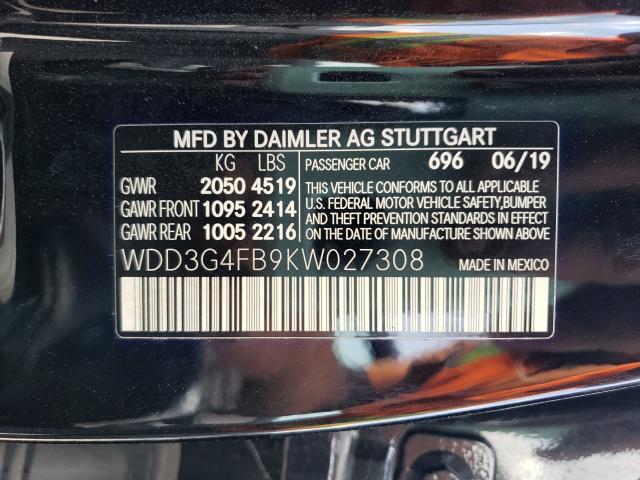 MFD BY DAIMLER AG STUTTGART
KG LBS PASSENGER CAR 696 06/19
GVWR 2050 4519
GAWR FRONT 1095 2414
GAWR REAR 1005 2216
THIS VEHICLE CONFORMS TO ALL APPLICABLE
U.S. FEDERAL MOTOR VEHICLE SAFETY,BUMPER
AND THEFT PREVENTION STANDARDS IN EFFECT
ON THE DATE OF MANUFACTURE SHOWN ABOVE
WDD3G4FB9KW027308 MADE IN MEXICO